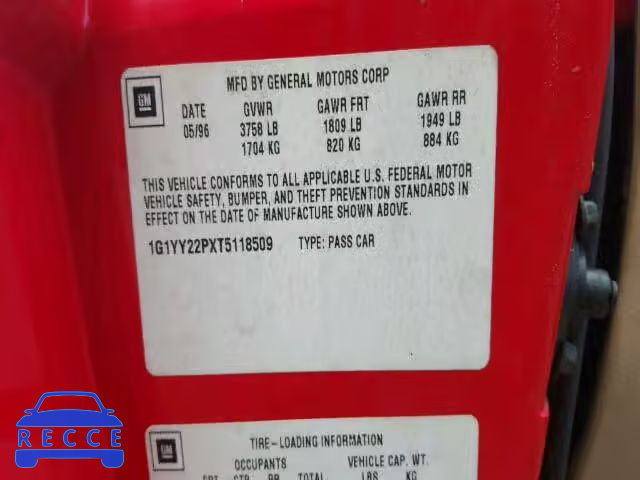 GM
MFD BY GENERAL MOTORS CORP
DATE GVWR GAWR FRT GAWR RR
05/96 3758 LB 1809 LB 1949 LB
1704 KG 820 KG 884 KG
THIS VEHICLE CONFORMS TO ALL APPLICABLE U.S. FEDERAL MOTOR
VEHICLE SAFETY, BUMPER, AND THEFT PREVENTION STANDARDS IN
EFFECT ON THE DATE OF MANUFACTURE SHOWN ABOVE.
1G1YY22PXT5118509 TYPE: PASS CAR
GM
TIRE-LOADING INFORMATION
OCCUPANTS VEHICLE CAP. WT.
FRT CTR RR TOTAL LBS KG
RECCE